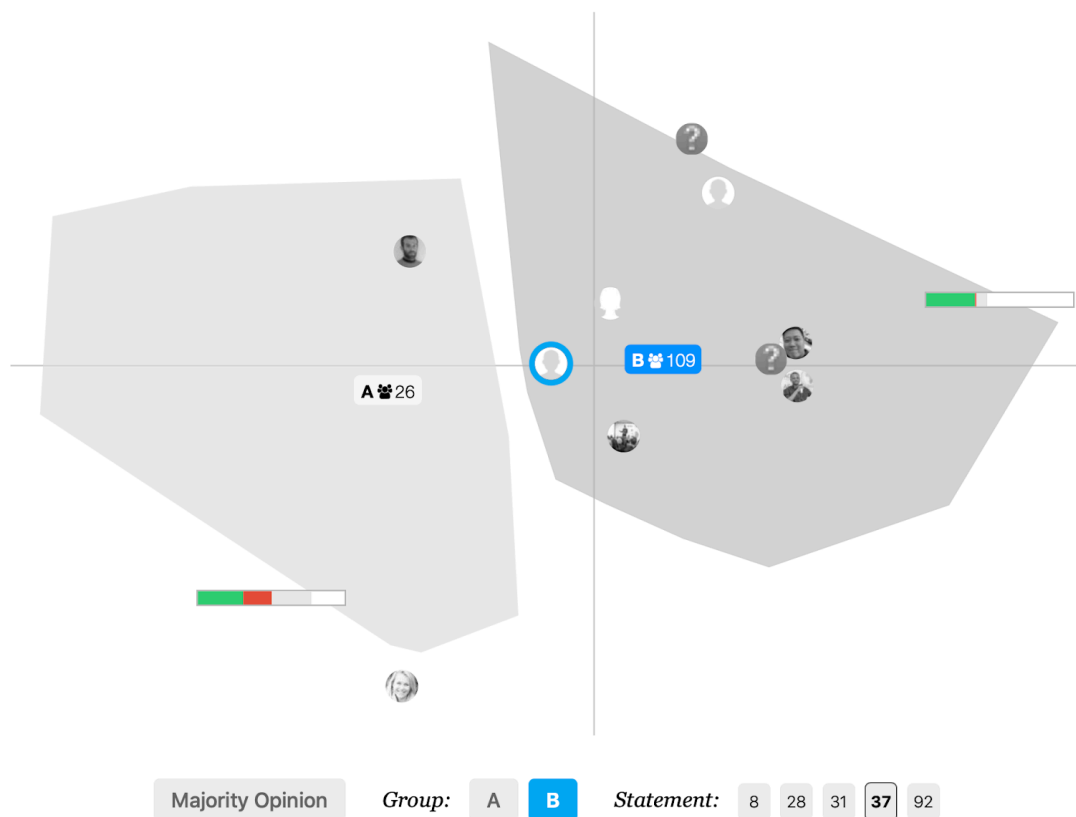 ?
B 109
?
A 26
Majority Opinion Group: A B Statement: 8 28 31 37 92